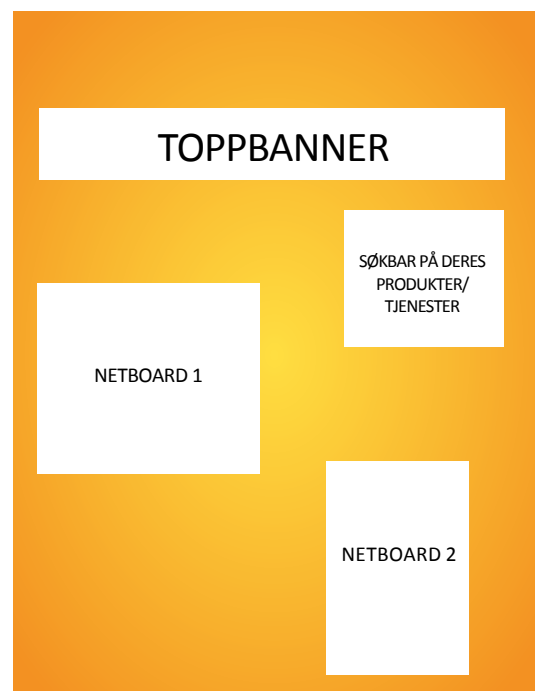 TOPPBANNER
SØKBAR PÅ DERES
PRODUKTER/
TJENESTER
NETBOARD 1
NETBOARD 2